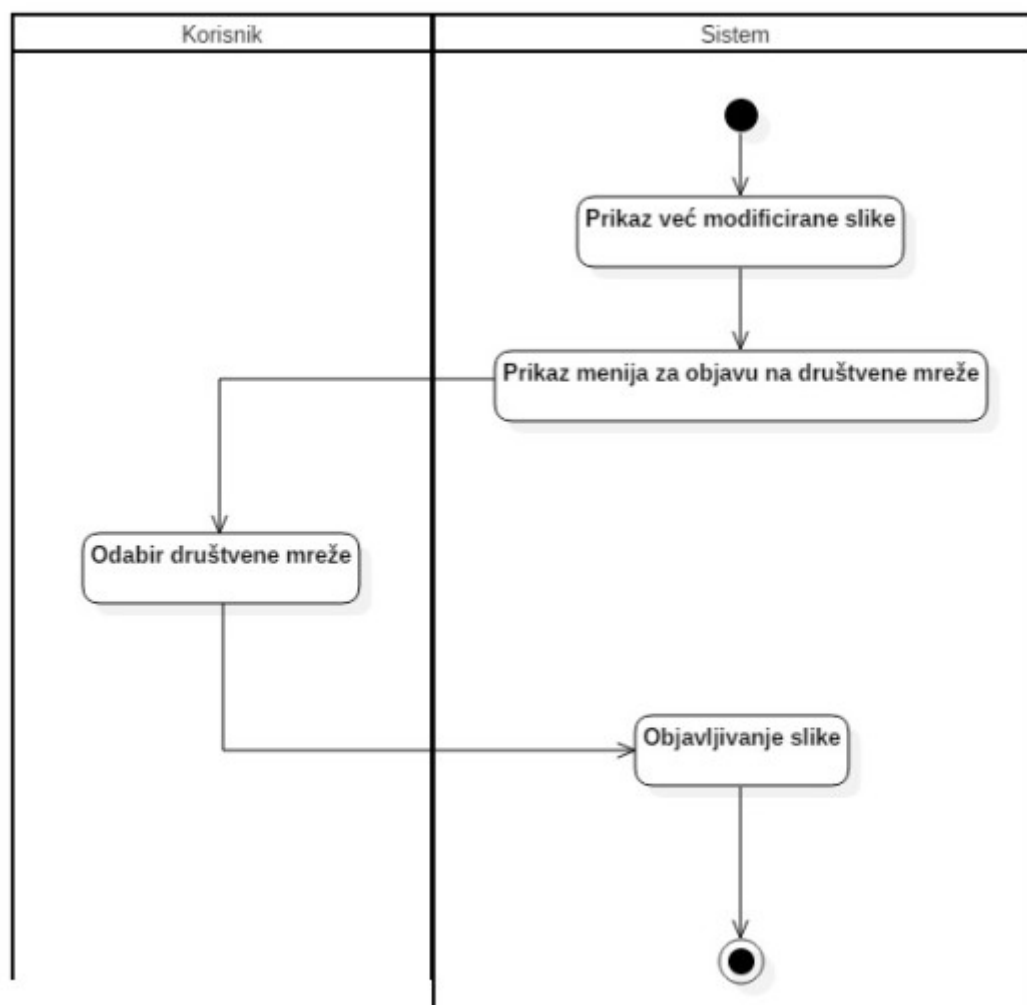 Korisnik
Sistem
Prikaz već modificirane slike
Prikaz menija za objavu na društvene mreže
Odabir društvene mreže
Objavljivanje slike